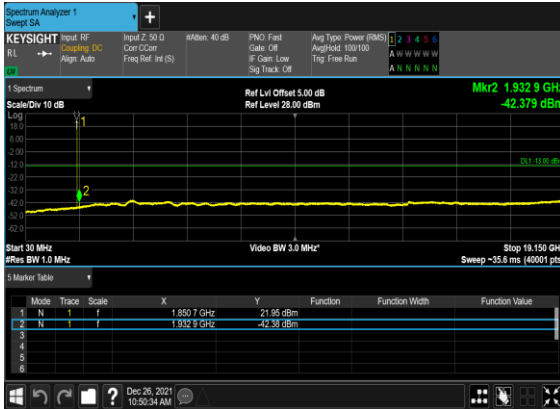 Spectrum Analyzer 1
Swept SA
+
KEYSIGHT Input: RF Input Z: 50 Ω #Atten: 40 dB PNO: Fast Avg Type: Power (RMS) 1 2 3 4 5 6
RL Coupling: DC Corr CCorr Gate: Off Avg|Hold: 100/100 A W W W W W
Align: Auto Freq Ref: Int (S) IF Gain: Low Trig: Free Run
Sig Track: Off A N N N N N
1 Spectrum
Scale/Div 10 dB
Ref Lvl Offset 5.00 dB
Ref Level 28.00 dBm
Mkr2 1.932 9 GHz
-42.379 dBm
Log
18.0
8.00
-2.00
-12.0
-22.0
-32.0
-42.0
-52.0
-62.0
1
2
DL1 -13.00 dBm
Start 30 MHz Video BW 3.0 MHz* Stop 19.150 GHz
#Res BW 1.0 MHz Sweep ~35.6 ms (40001 pts)
5 Marker Table
Mode Trace Scale X Y Function Function Width Function Value
1 N 1 f 1.850 7 GHz 21.95 dBm
2 N 1 f 1.932 9 GHz -42.38 dBm
3
4
5
6
? Dec 26, 2021
10:50:34 AM